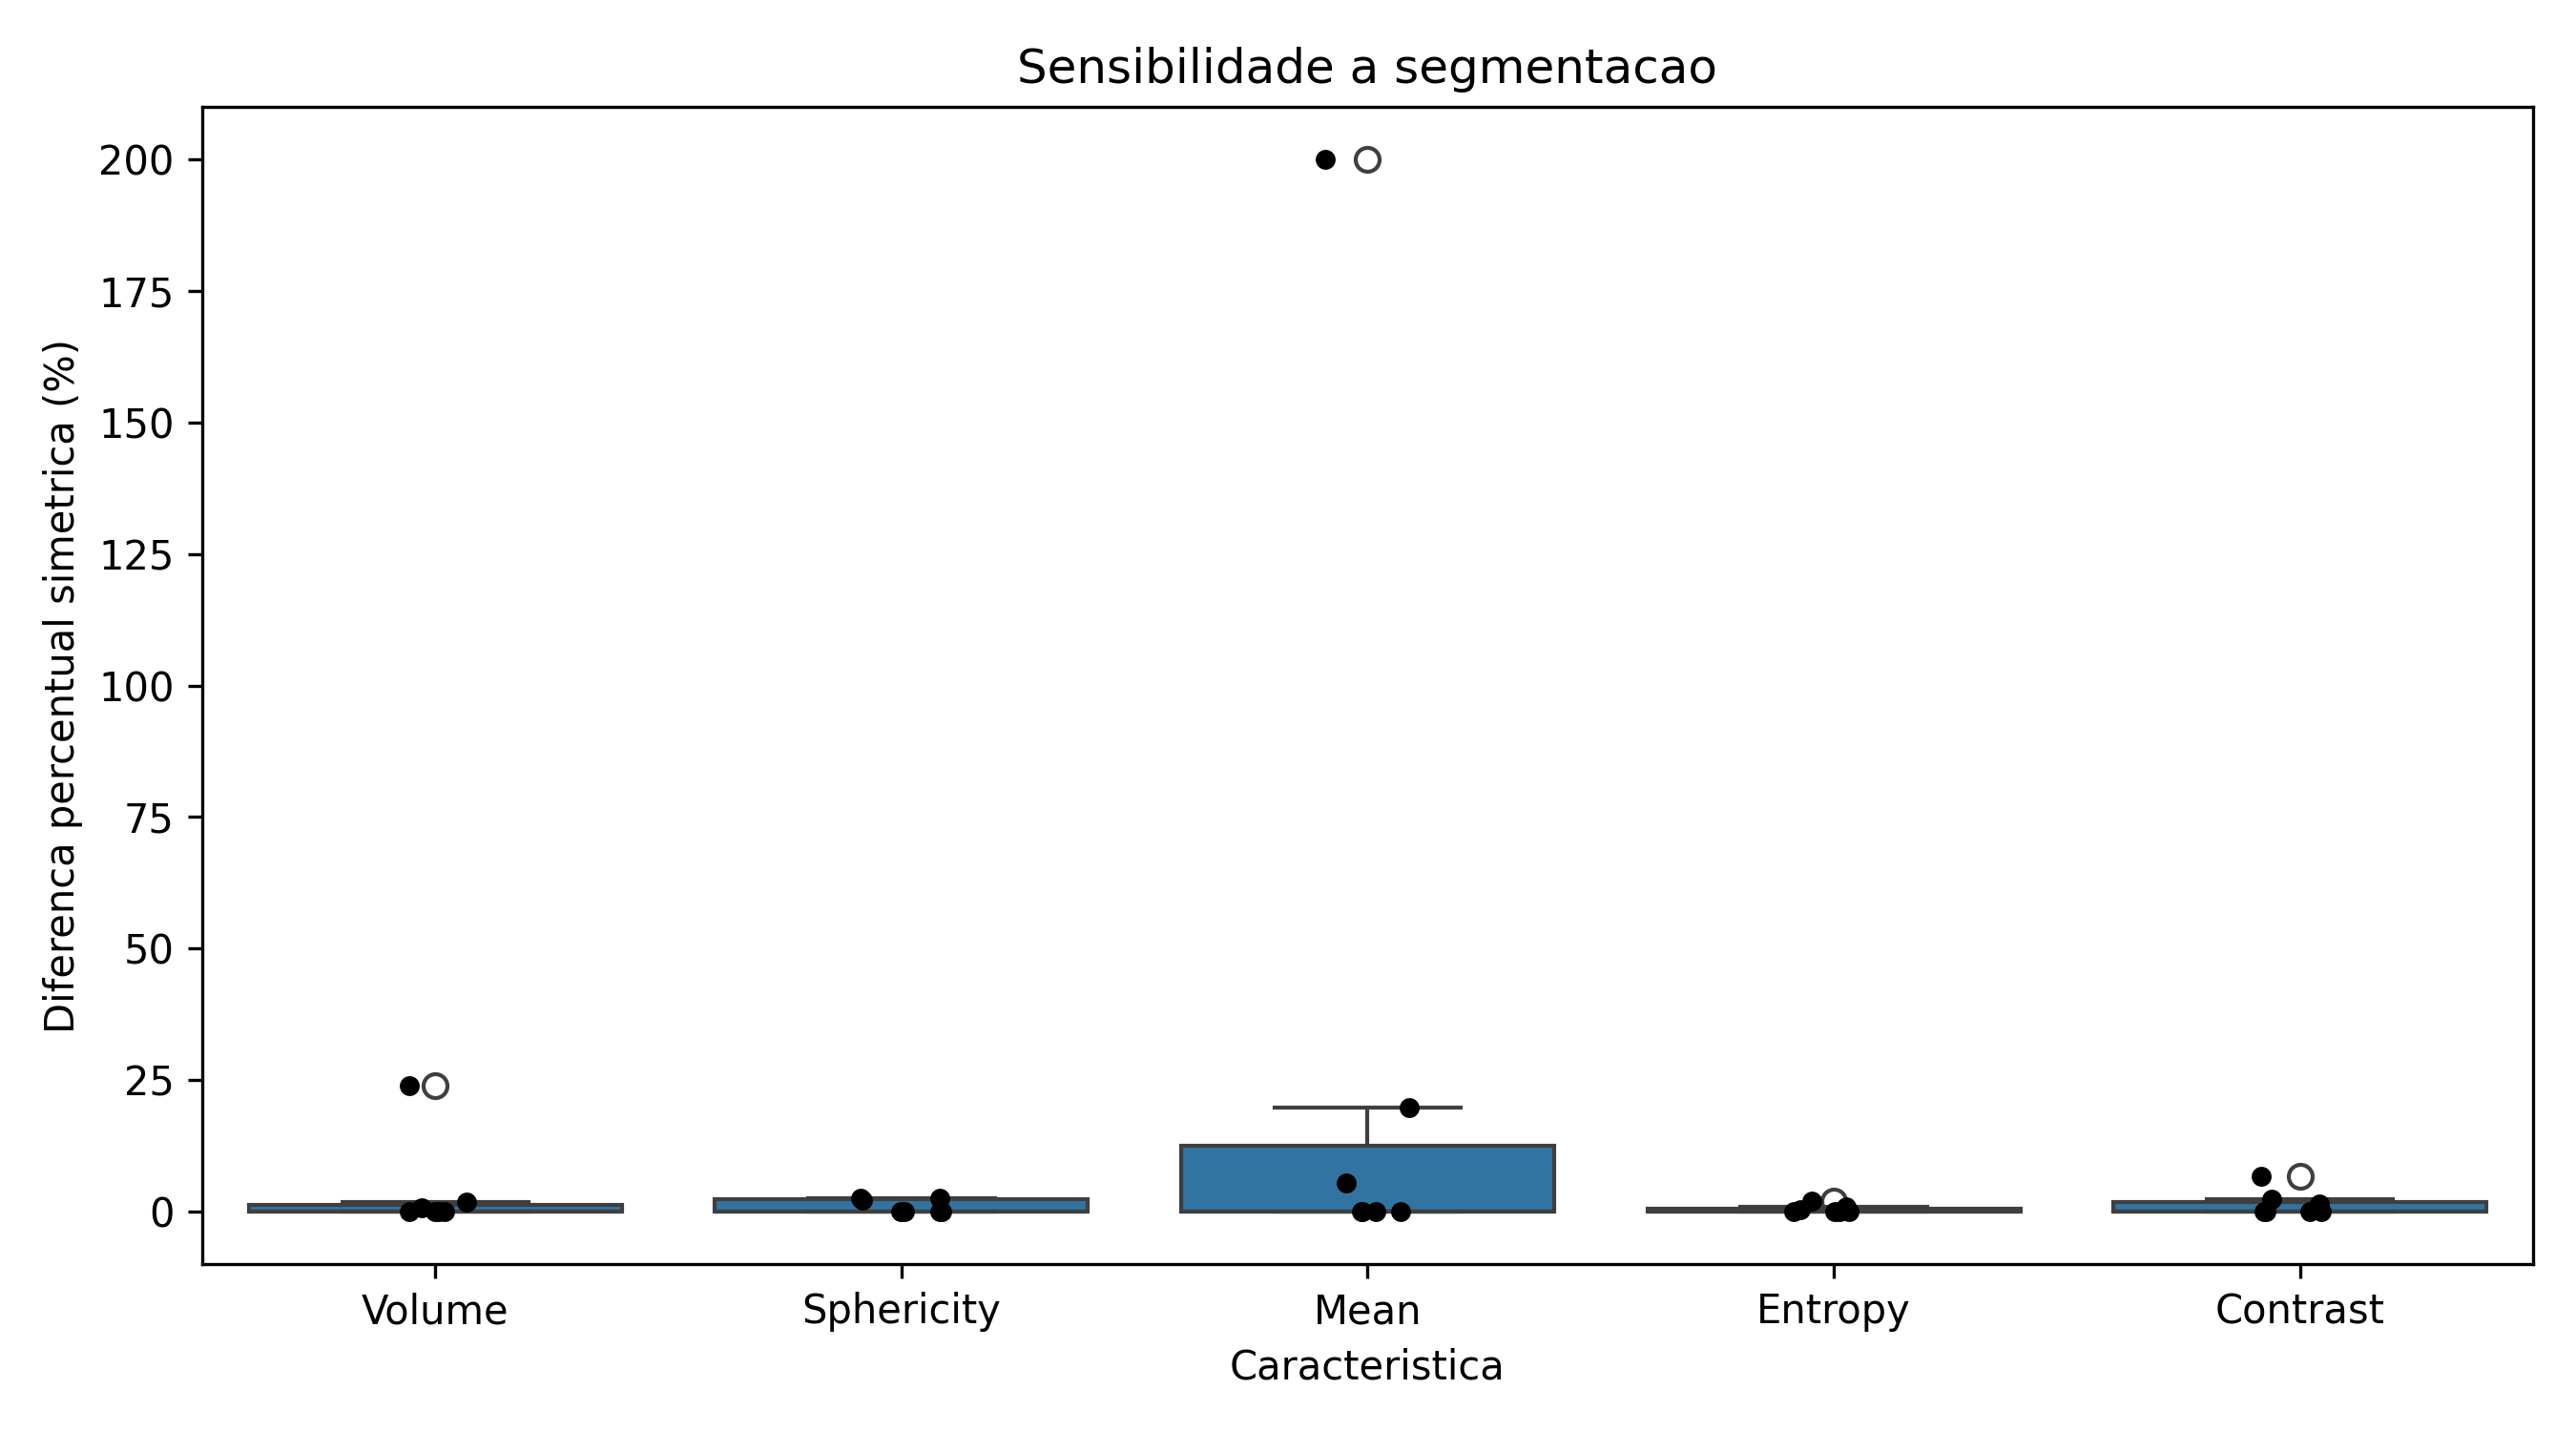 Sensibilidade a segmentacao
Diferenca percentual simetrica (%)
200
175
150
125
100
75
50
25
0
Volume Sphericity Mean Entropy Contrast
Caracteristica